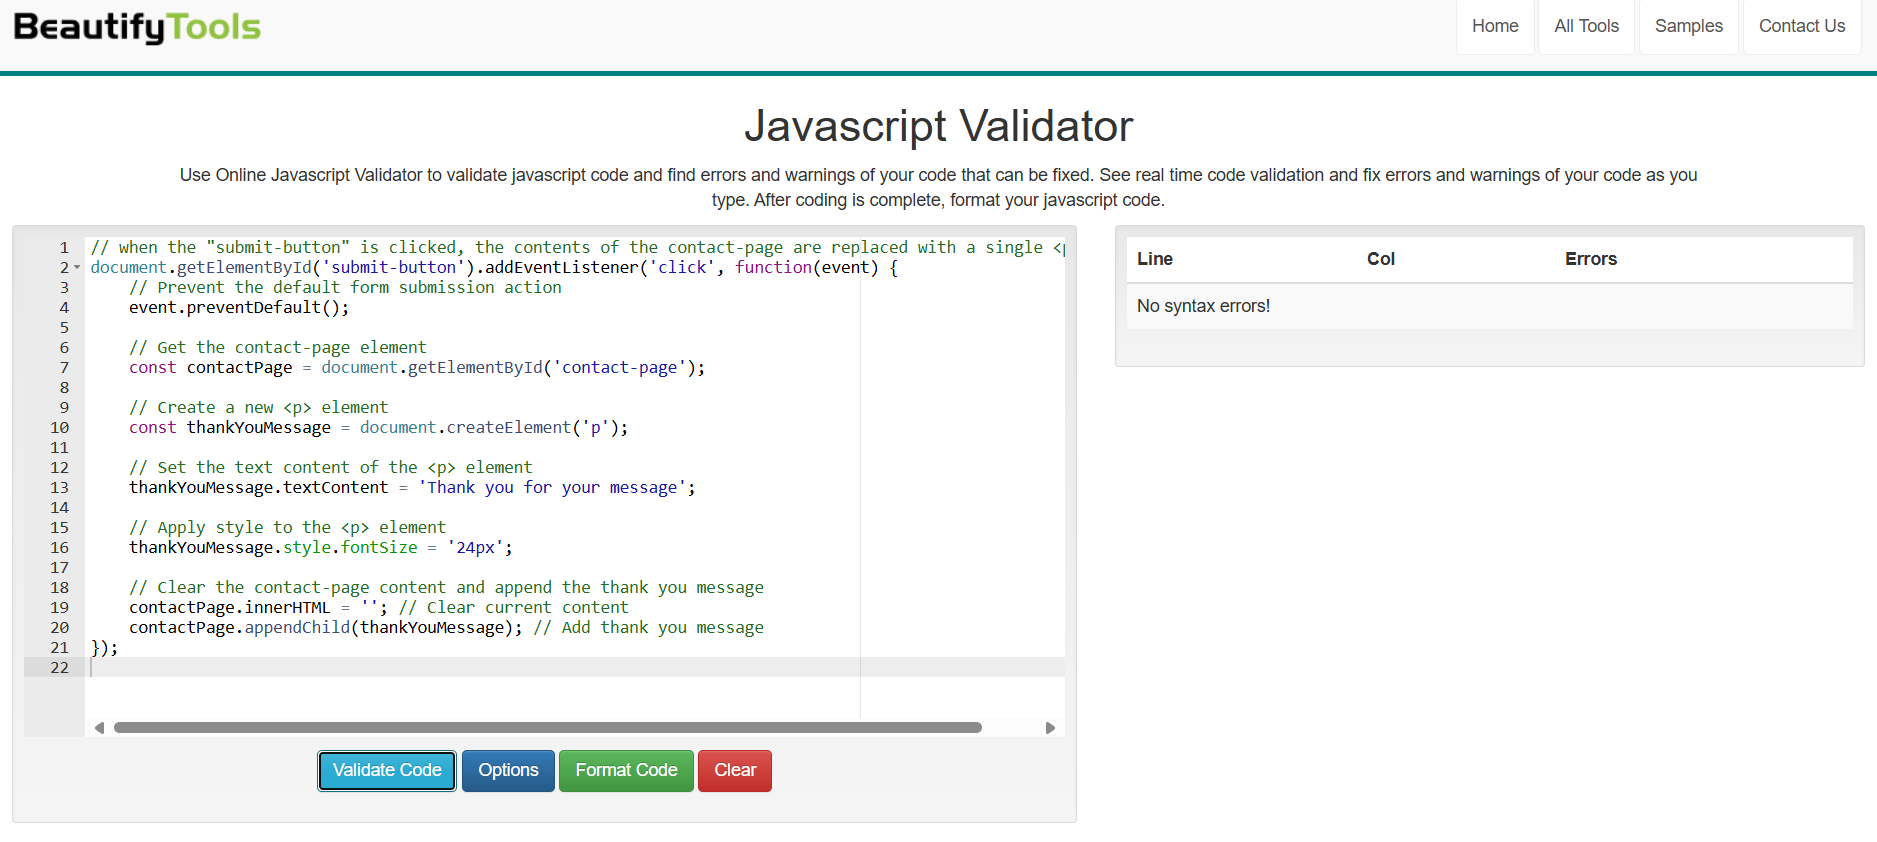 BeautifyTools
Home
All Tools
Samples
Contact Us
Javascript Validator
Use Online Javascript Validator to validate javascript code and find errors and warnings of your code that can be fixed. See real time code validation and fix errors and warnings of your code as you
type. After coding is complete, format your javascript code.
1 // when the "submit-button" is clicked, the contents of the contact-page are replaced with a single <p
2 document.getElementById('submit-button').addEventListener('click', function(event) {
3 // Prevent the default form submission action
4 event.preventDefault();
5
6 // Get the contact-page element
7 const contactPage = document.getElementById('contact-page');
8
9 // Create a new <p> element
10 const thankYouMessage = document.createElement('p');
11
12 // Set the text content of the <p> element
13 thankYouMessage.textContent = 'Thank you for your message';
14
15 // Apply style to the <p> element
16 thankYouMessage.style.fontSize = '24px';
17
18 // Clear the contact-page content and append the thank you message
19 contactPage.innerHTML = ''; // Clear current content
20 contactPage.appendChild(thankYouMessage); // Add thank you message
21 });
22
Validate Code
Options
Format Code
Clear
Line Col Errors
No syntax errors!